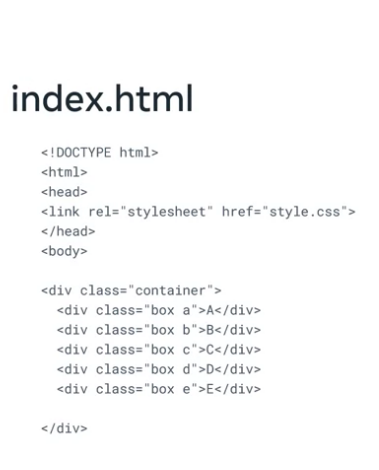 index.html
<!DOCTYPE html>
<html>
<head>
<link rel="stylesheet" href="style.css">
</head>
<body>
<div class="container">
<div class="box a">A</div>
<div class="box b">B</div>
<div class="box c">C</div>
<div class="box d">D</div>
<div class="box e">E</div>
</div>